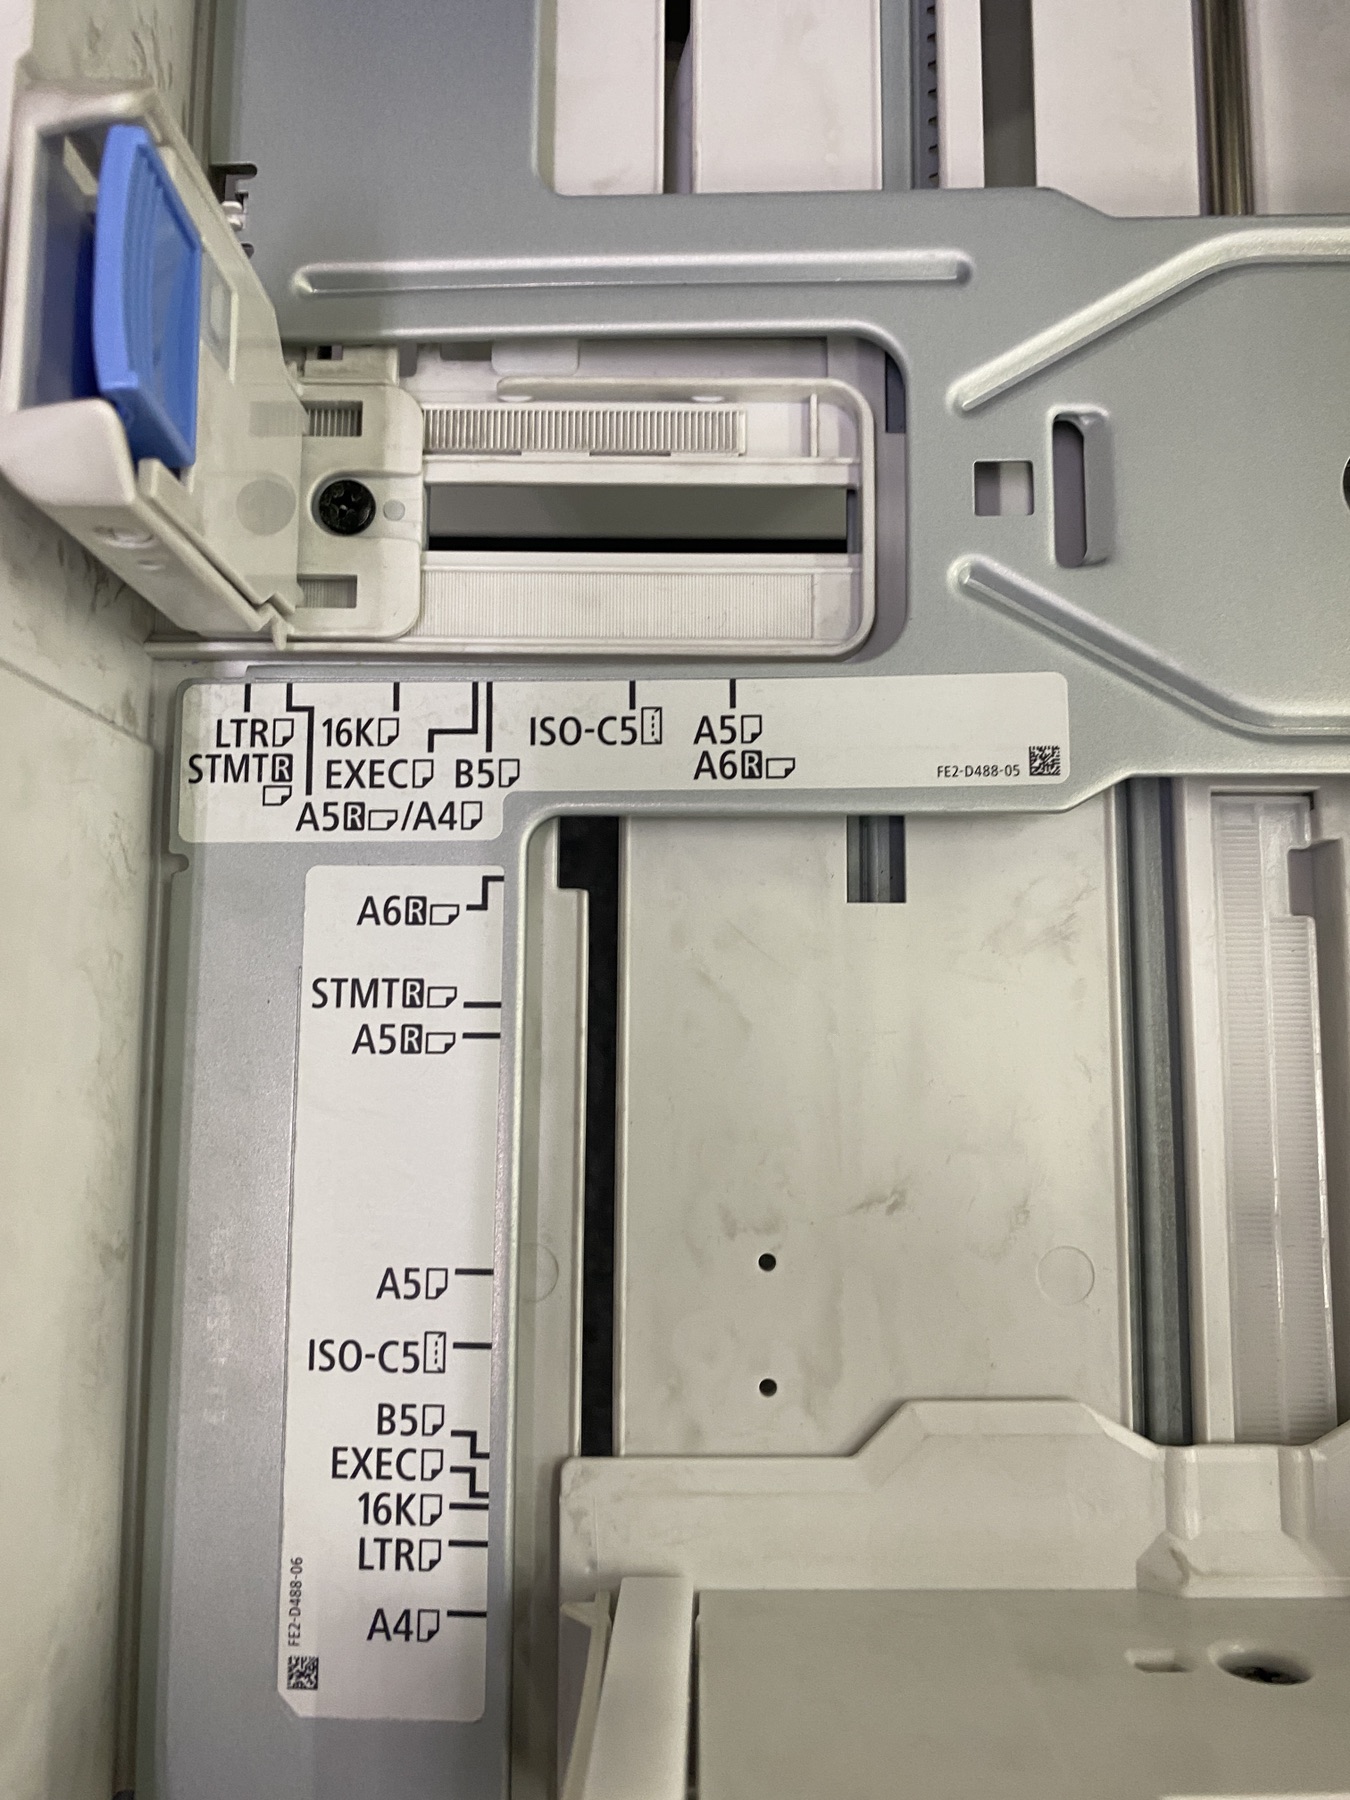 LTR 16K ISO-C5 A5
STMTR EXEC B5 A6R FE2-D488-05
A5R/A4
A6R
STMTR
A5R
A5
ISO-C5
B5
EXEC
16K
LTR
A4
FE2-D488-06